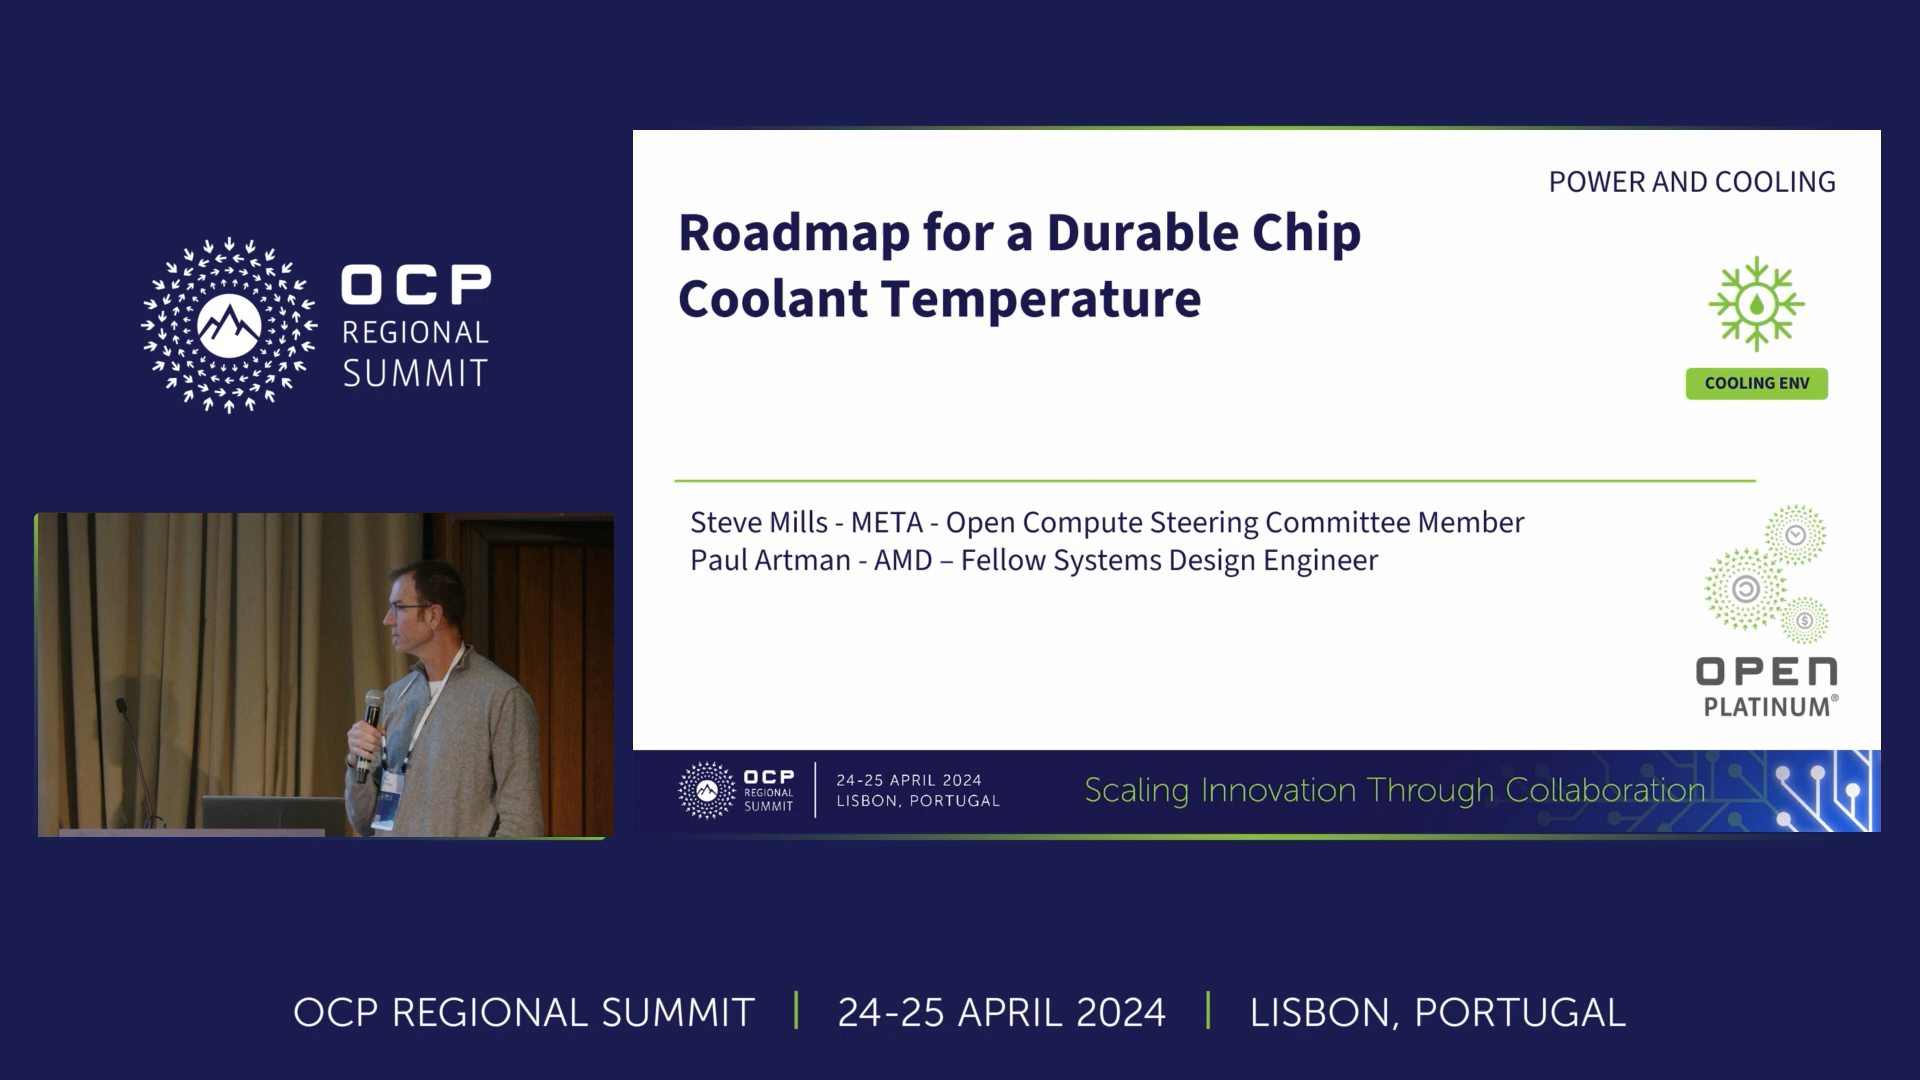 OCP
REGIONAL
SUMMIT
POWER AND COOLING
Roadmap for a Durable Chip
Coolant Temperature
COOLING ENV
Steve Mills - META - Open Compute Steering Committee Member
Paul Artman - AMD – Fellow Systems Design Engineer
$
OPEN
PLATINUM®
OCP
REGIONAL
SUMMIT
24-25 APRIL 2024
LISBON, PORTUGAL
Scaling Innovation Through Collaboration
OCP REGIONAL SUMMIT | 24-25 APRIL 2024 | LISBON, PORTUGAL